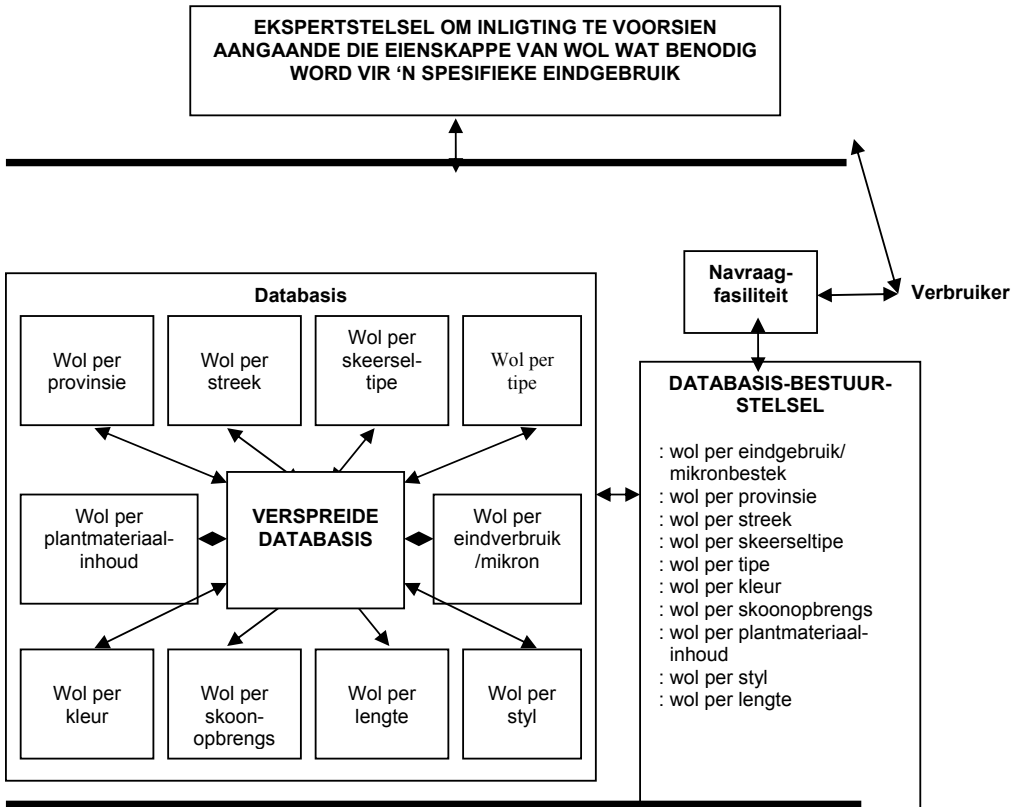 EKSPERTSTELSEL OM INLIGTING TE VOORSIEN
AANGAANDE DIE EIENSKAPPE VAN WOL WAT BENODIG
WORD VIR ‘N SPESIFIEKE EINDGEBRUIK
Navraag-
fasiliteit
Verbruiker
Databasis
Wol per
provinsie
Wol per
streek
Wol per
skeersel-
tipe
Wol per
tipe
Wol per
plantmateriaal-
inhoud
VERSPREIDE
DATABASIS
Wol per
eindverbruik
/mikron
Wol per
kleur
Wol per
skoon-
opbrengs
Wol per
lengte
Wol per
styl
DATABASIS-BESTUUR-
STELSEL
: wol per eindgebruik/
mikronbestek
: wol per provinsie
: wol per streek
: wol per skeerseltipe
: wol per tipe
: wol per kleur
: wol per skoonopbrengs
: wol per plantmateriaal-
inhoud
: wol per styl
: wol per lengte